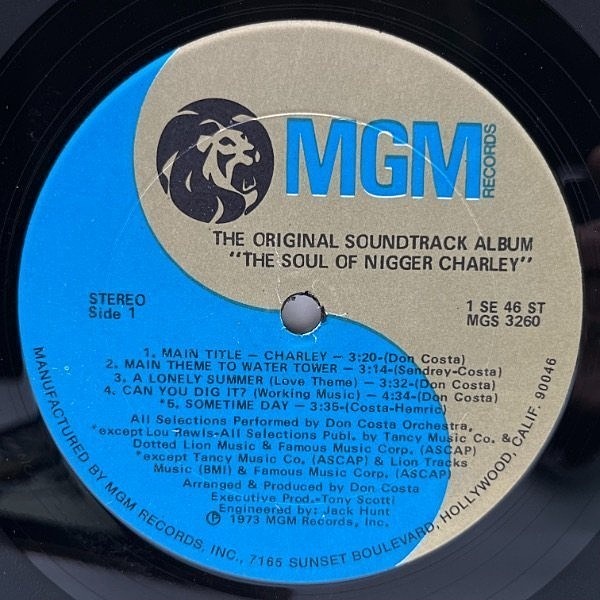 MGM
RECORDS
THE ORIGINAL SOUNDTRACK ALBUM
"THE SOUL OF NIGGER CHARLEY"
STEREO
Side 1
1 SE 46 ST
MGS 3260
1. MAIN TITLE – CHARLEY – 3:20-(Don Costa)
2. MAIN THEME TO WATER TOWER – 3:14-(Sendrey-Costa)
3. A LONELY SUMMER (Love Theme) – 3:32-(Don Costa)
4. CAN YOU DIG IT? (Working Music) – 4:34-(Don Costa)
*5. SOMETIME DAY – 3:35-(Costa-Hemric)
All Selections Performed by Don Costa Orchestra,
*except Lou Rawls-All Selections Publ. by Tancy Music Co. &
Dotted Lion Music & Famous Music Corp. (ASCAP)
*except Tancy Music Co. (ASCAP) & Lion Tracks
Music (BMI) & Famous Music Corp. (ASCAP)
Arranged & Produced by Don Costa
Executive Prod.-Tony Scotti
Engineered by: Jack Hunt
Ⓟ 1973 MGM Records, Inc.
MANUFACTURED BY MGM RECORDS, INC., 7165 SUNSET BOULEVARD, HOLLYWOOD, CALIF. 90046